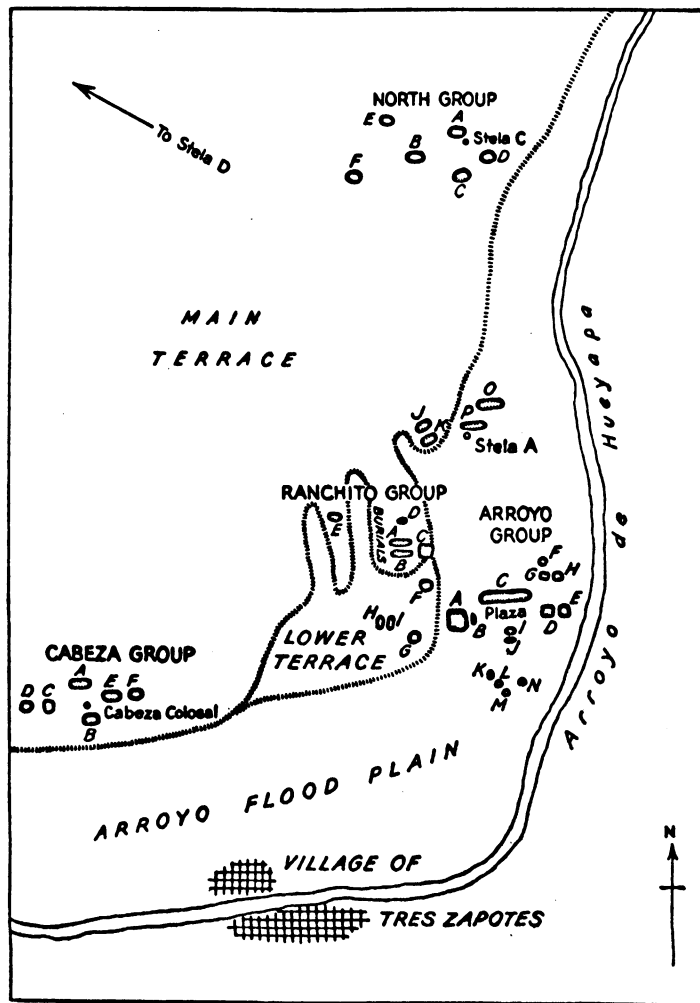 NORTH GROUP
E
A
Stela C
B
D
F
C
To Stela D
MAIN
TERRACE
Arroyo de Hueyapa
O
J
P
K
Stela A
RANCHITO GROUP
D
E
BURIALS
A
C
B
ARROYO
GROUP
F
G
H
F
C
A
Plaza
E
B
D
H
I
I
J
G
LOWER
TERRACE
K
L
N
M
CABEZA GROUP
A
D
C
E
F
Cabeza Colosal
B
ARROYO FLOOD PLAIN
N
VILLAGE OF
TRES ZAPOTES